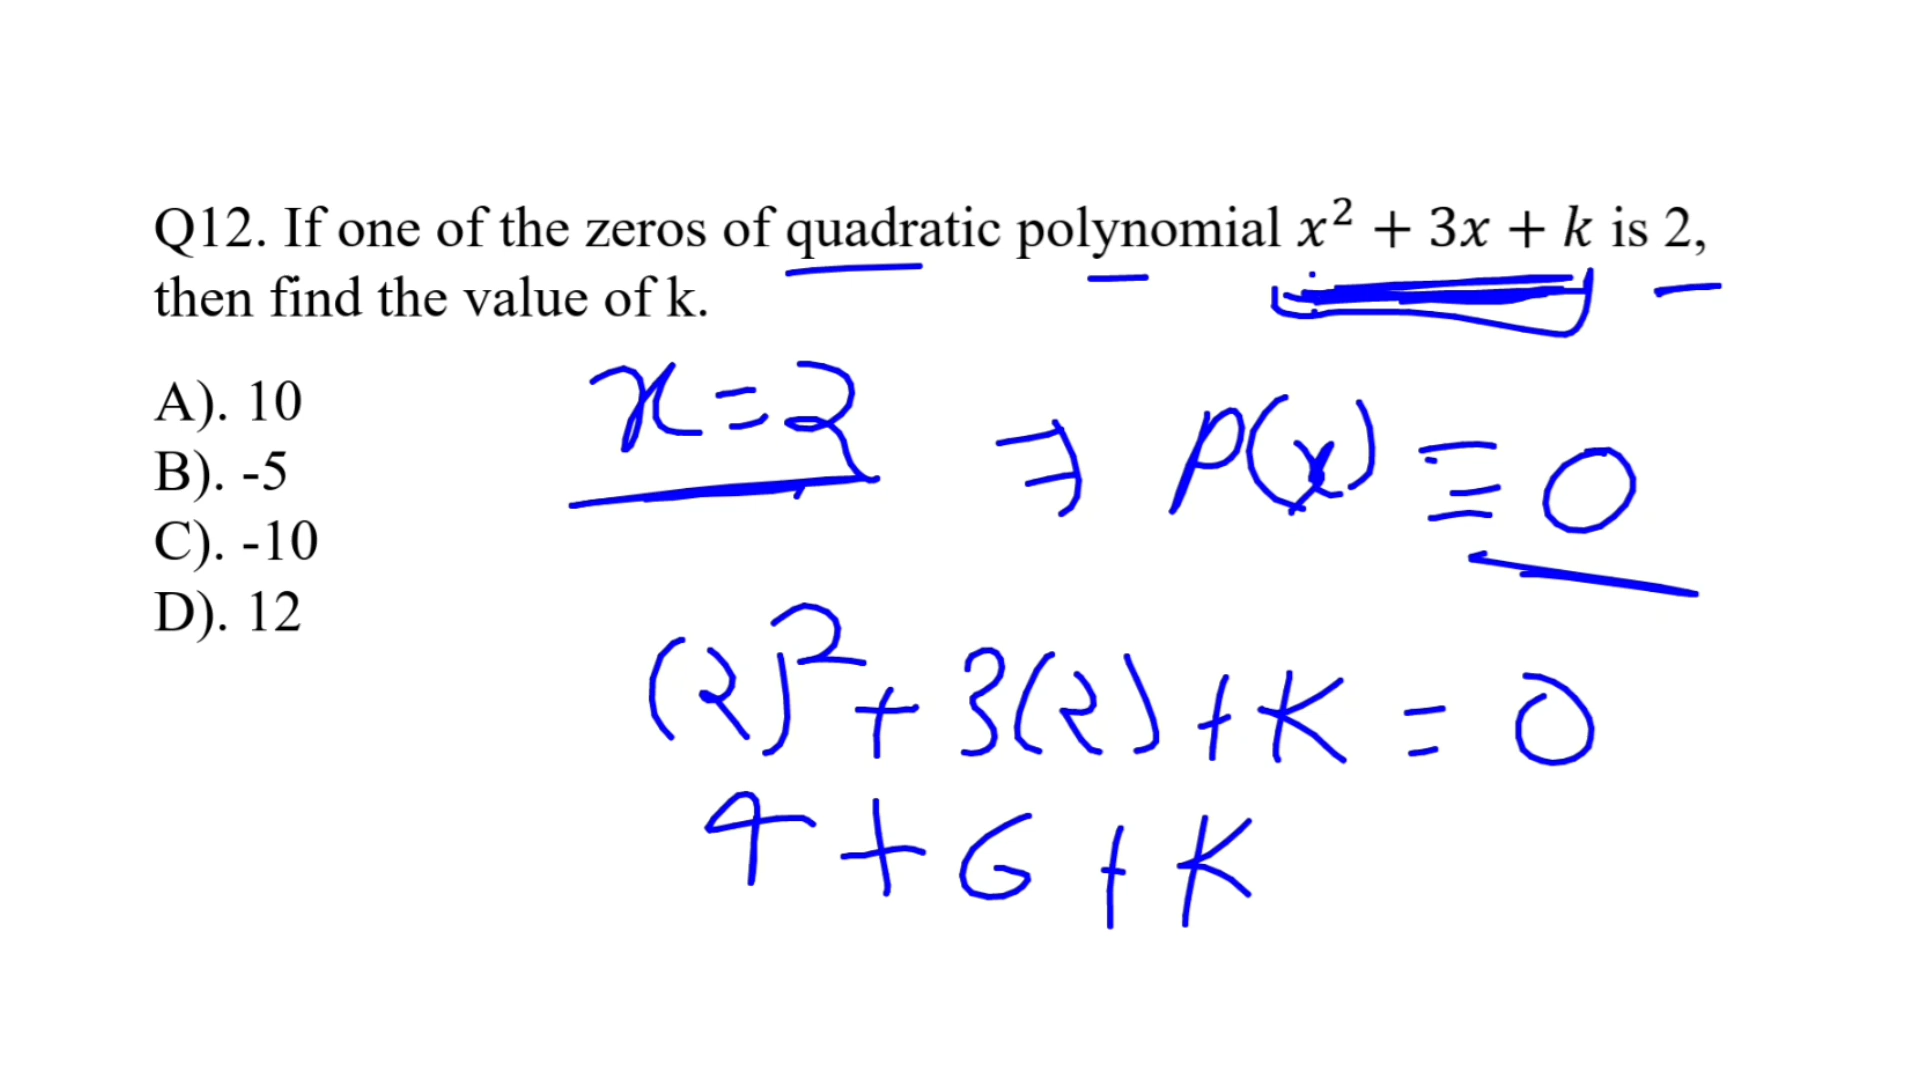 Q12. If one of the zeros of quadratic polynomial x² + 3x + k is 2,
then find the value of k.
A). 10
B). -5
C). -10
D). 12
x=2 ⇒ P(x) ≡ 0
(2)² + 3(2) + K = 0
4 + 6 + K